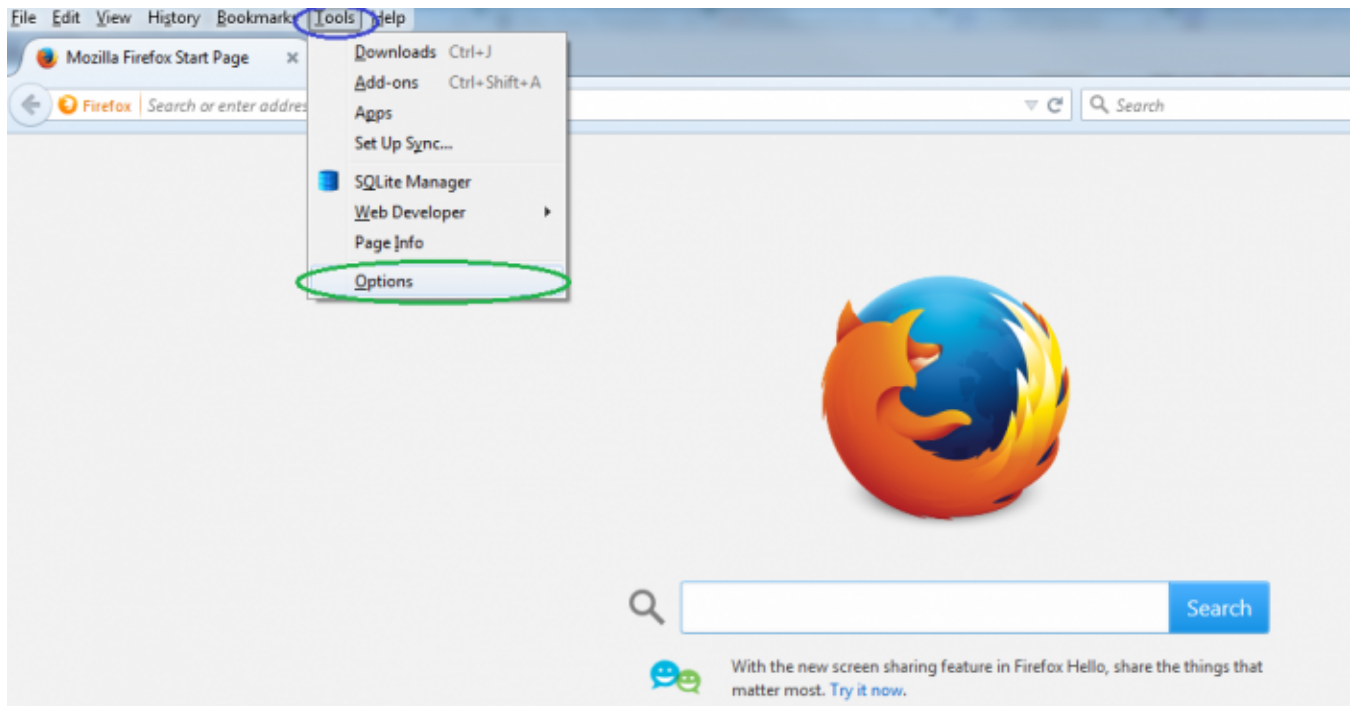 File Edit View History Bookmarks Tools Help
Mozilla Firefox Start Page
Firefox Search or enter addres
Search
Downloads Ctrl+J
Add-ons Ctrl+Shift+A
Apps
Set Up Sync...
SQLite Manager
Web Developer
Page Info
Options
Search
With the new screen sharing feature in Firefox Hello, share the things that
matter most. Try it now.